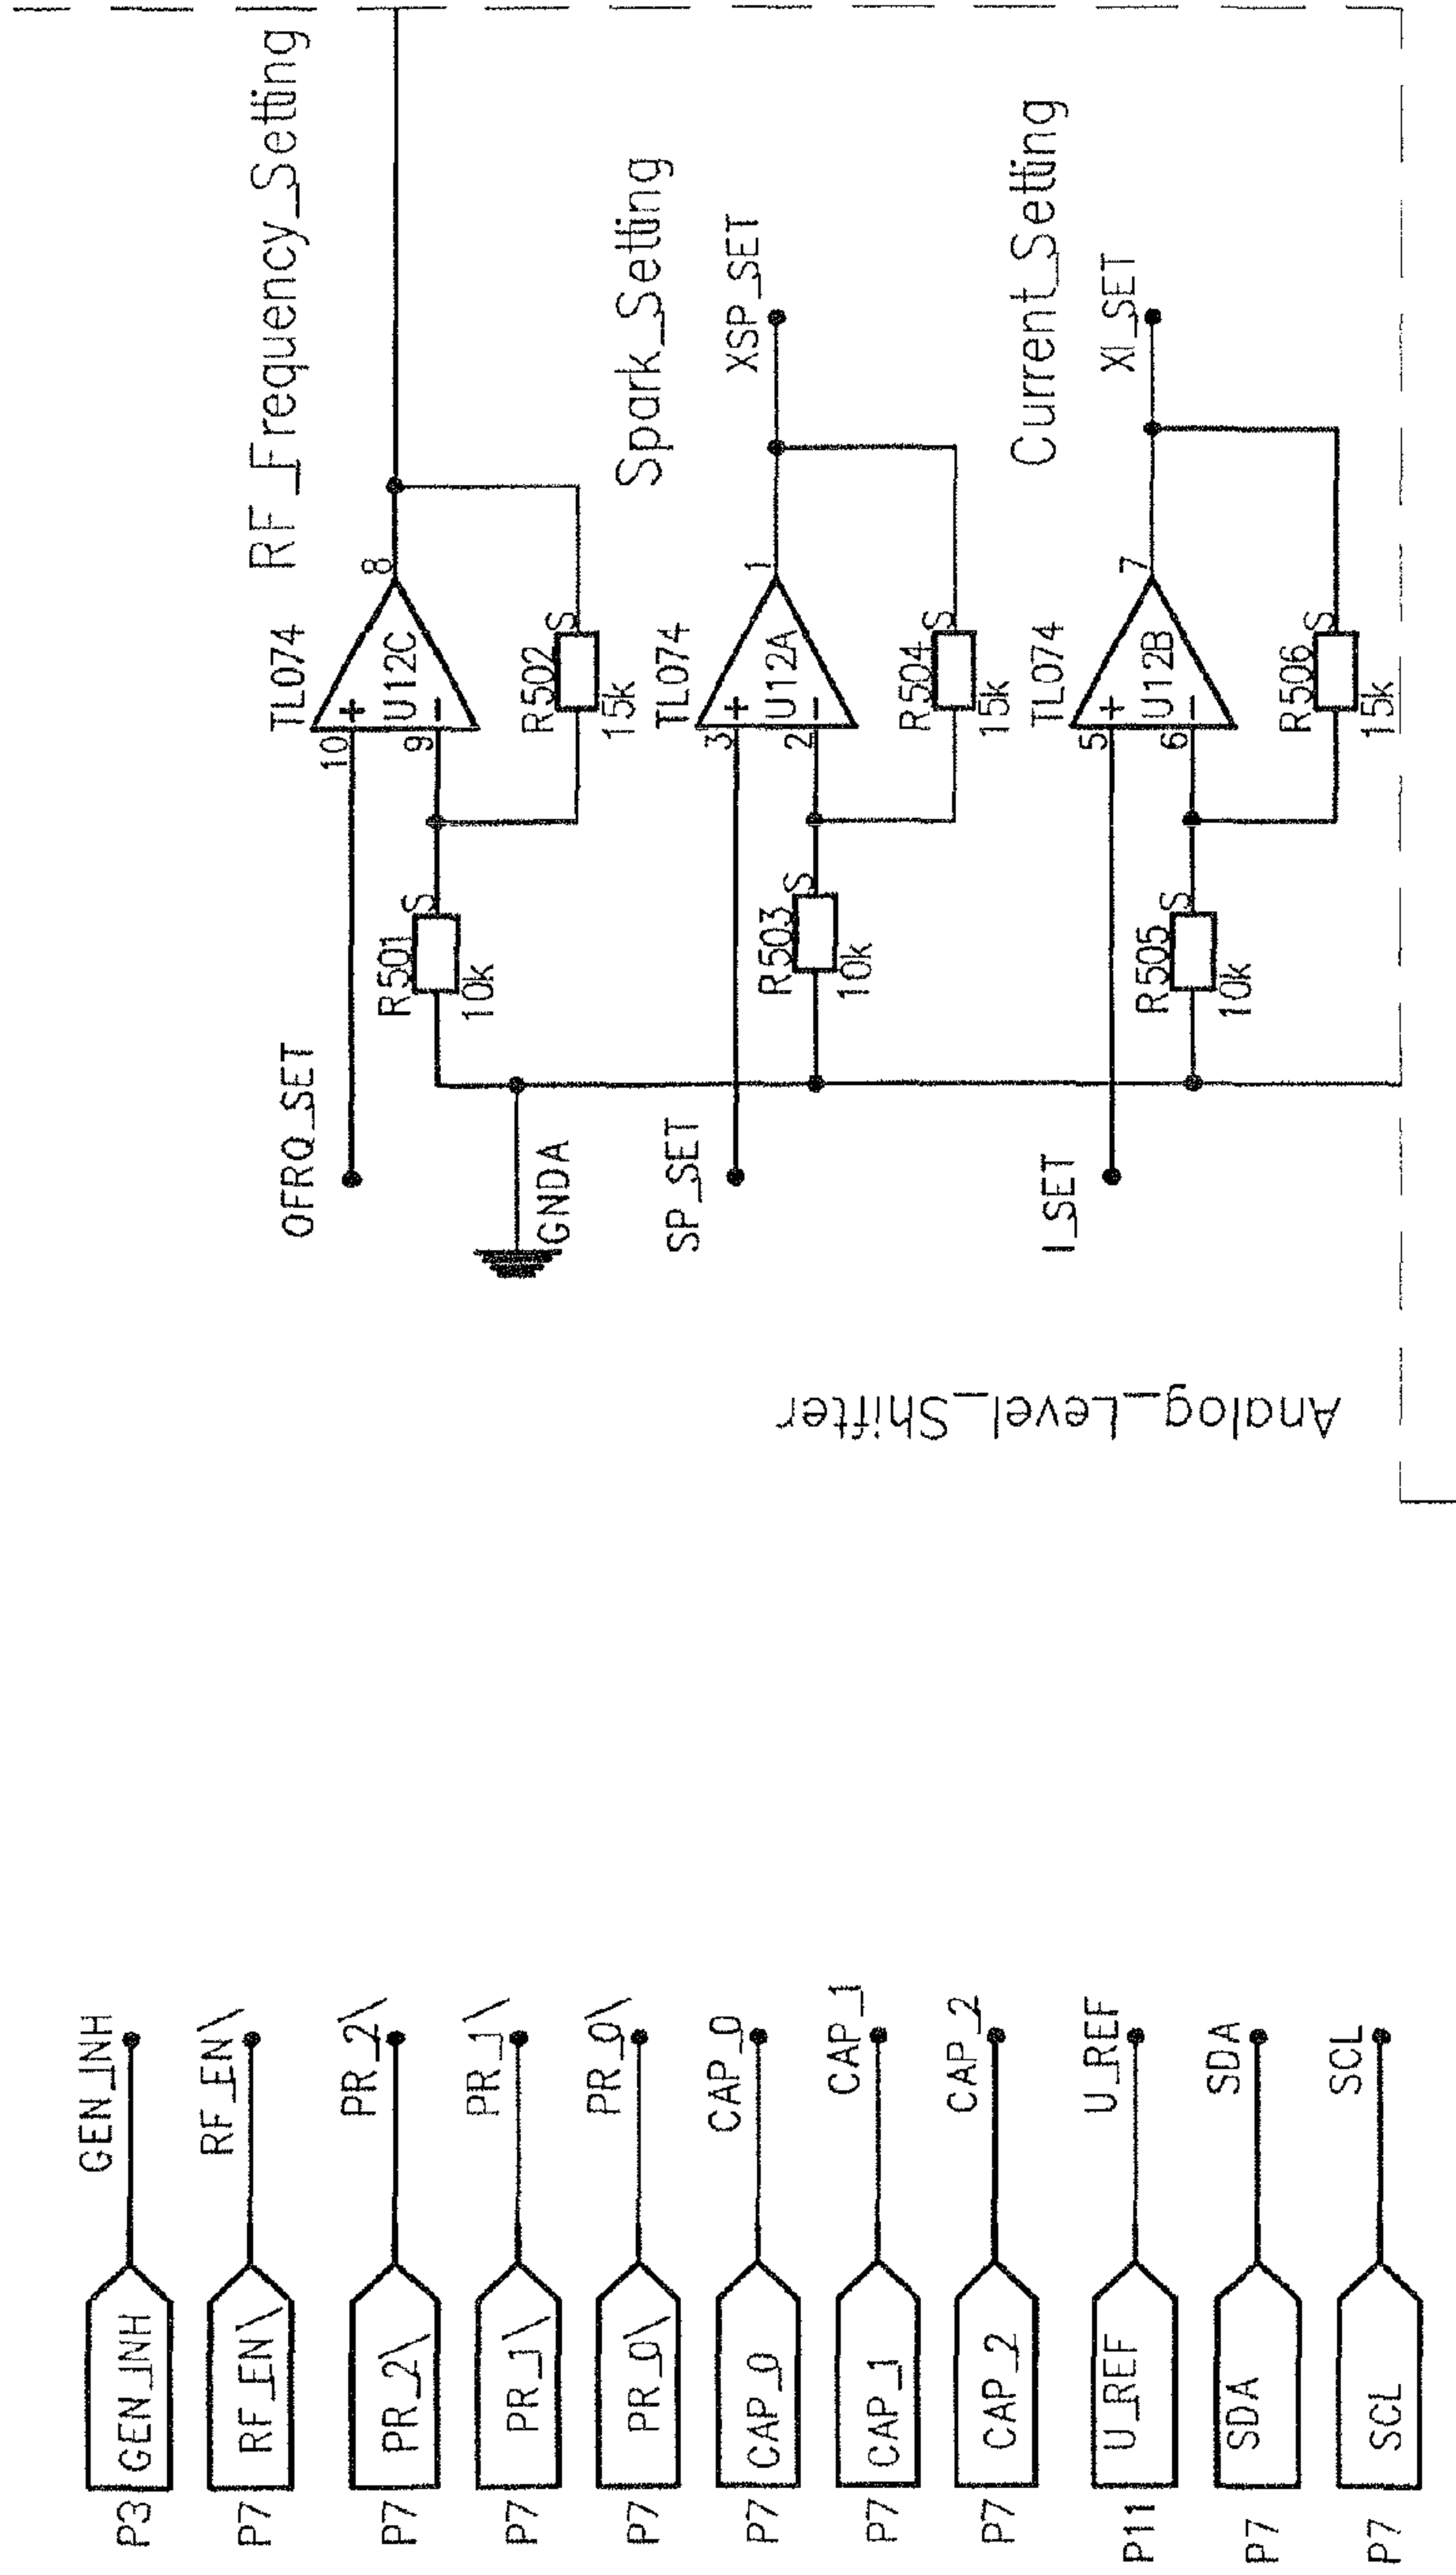 P3 GEN_INH GEN_INH
P7 RF_EN\ RF_EN\
P7 PR_2\ PR_2\
P7 PR_1\ PR_1\
P7 PR_0\ PR_0\
P7 CAP_0 CAP_0
P7 CAP_1 CAP_1
P7 CAP_2 CAP_2
P11 U_REF U_REF
P7 SDA SDA
P7 SCL SCL
Analog_Level_Shifter
RF_Frequency_Setting
OFRQ_SET
TL074
10
U12C
8
9
R501
S
10k
R502
S
15k
GNDA
Spark_Setting
SP_SET
TL074
3
U12A
1
XSP_SET
2
R503
S
10k
R504
S
15k
Current_Setting
I_SET
TL074
5
U12B
7
XI_SET
6
R505
S
10k
R506
S
15k